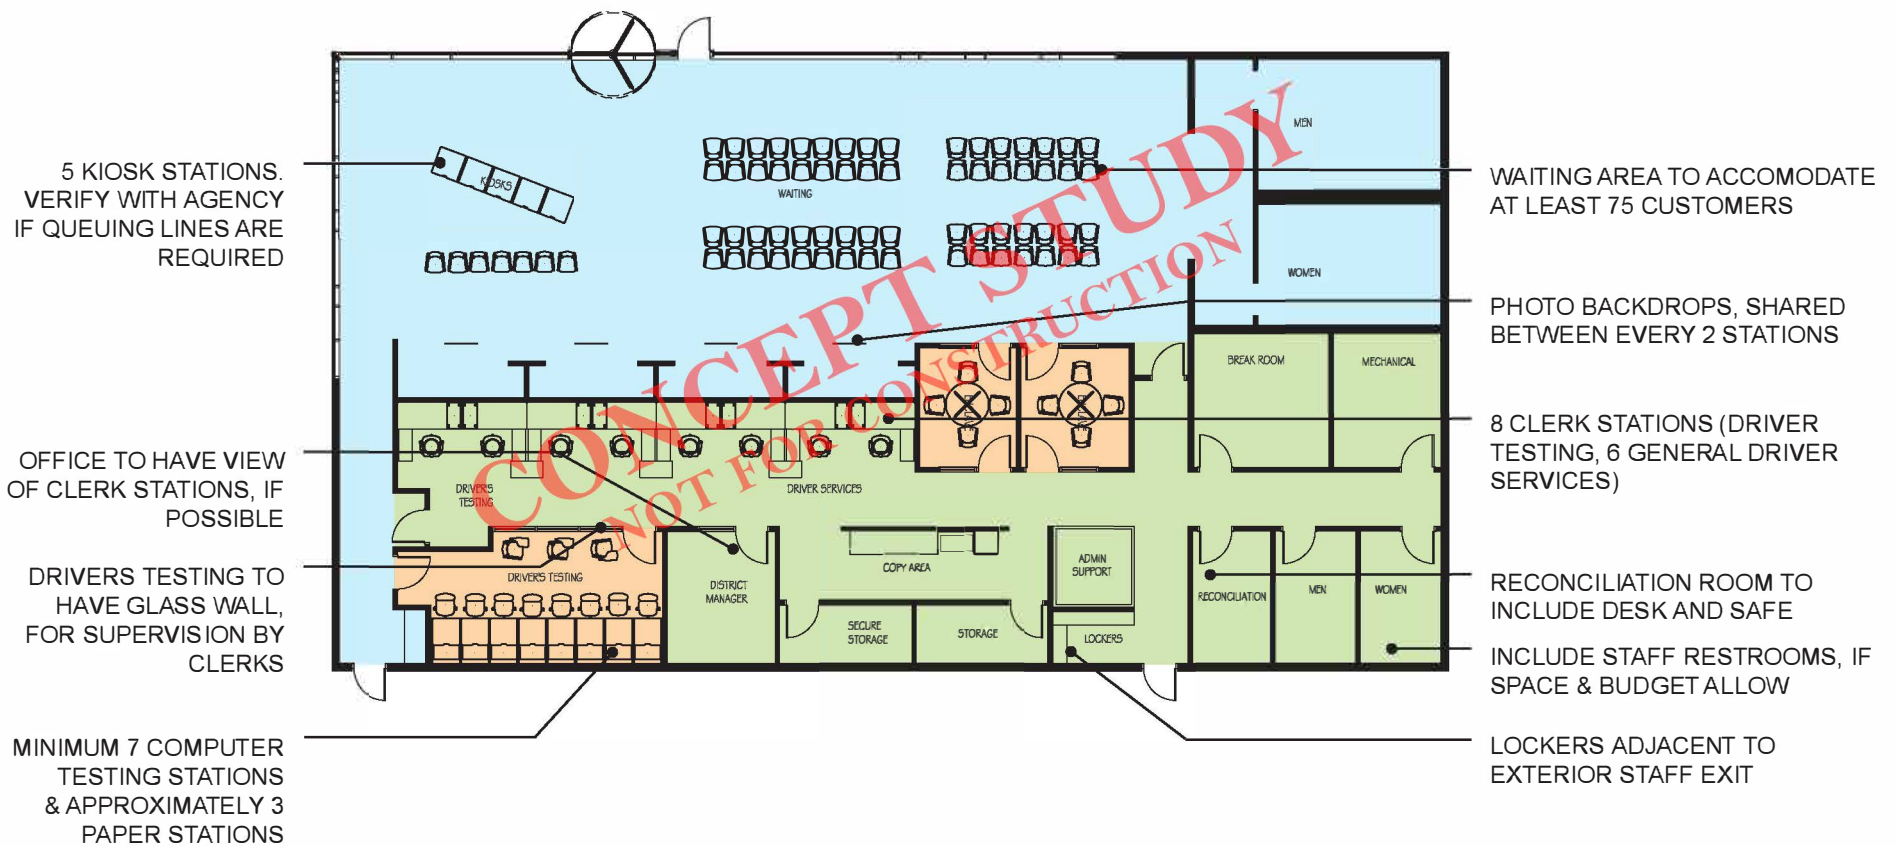 5 KIOSK STATIONS.
VERIFY WITH AGENCY
IF QUEUING LINES ARE
REQUIRED
OFFICE TO HAVE VIEW
OF CLERK STATIONS, IF
POSSIBLE
DRIVERS TESTING TO
HAVE GLASS WALL,
FOR SUPERVISION BY
CLERKS
MINIMUM 7 COMPUTER
TESTING STATIONS
& APPROXIMATELY 3
PAPER STATIONS
KIOSKS
WAITING
MEN
WOMEN
CONCEPT STUDY
NOT FOR CONSTRUCTION
BREAK ROOM
MECHANICAL
DRIVERS
TESTING
DRIVER SERVICES
DRIVERS TESTING
DISTRICT
MANAGER
COPY AREA
SECURE
STORAGE
STORAGE
ADMIN
SUPPORT
LOCKERS
RECONCILIATION
MEN
WOMEN
WAITING AREA TO ACCOMODATE
AT LEAST 75 CUSTOMERS
PHOTO BACKDROPS, SHARED
BETWEEN EVERY 2 STATIONS
8 CLERK STATIONS (DRIVER
TESTING, 6 GENERAL DRIVER
SERVICES)
RECONCILIATION ROOM TO
INCLUDE DESK AND SAFE
INCLUDE STAFF RESTROOMS, IF
SPACE & BUDGET ALLOW
LOCKERS ADJACENT TO
EXTERIOR STAFF EXIT